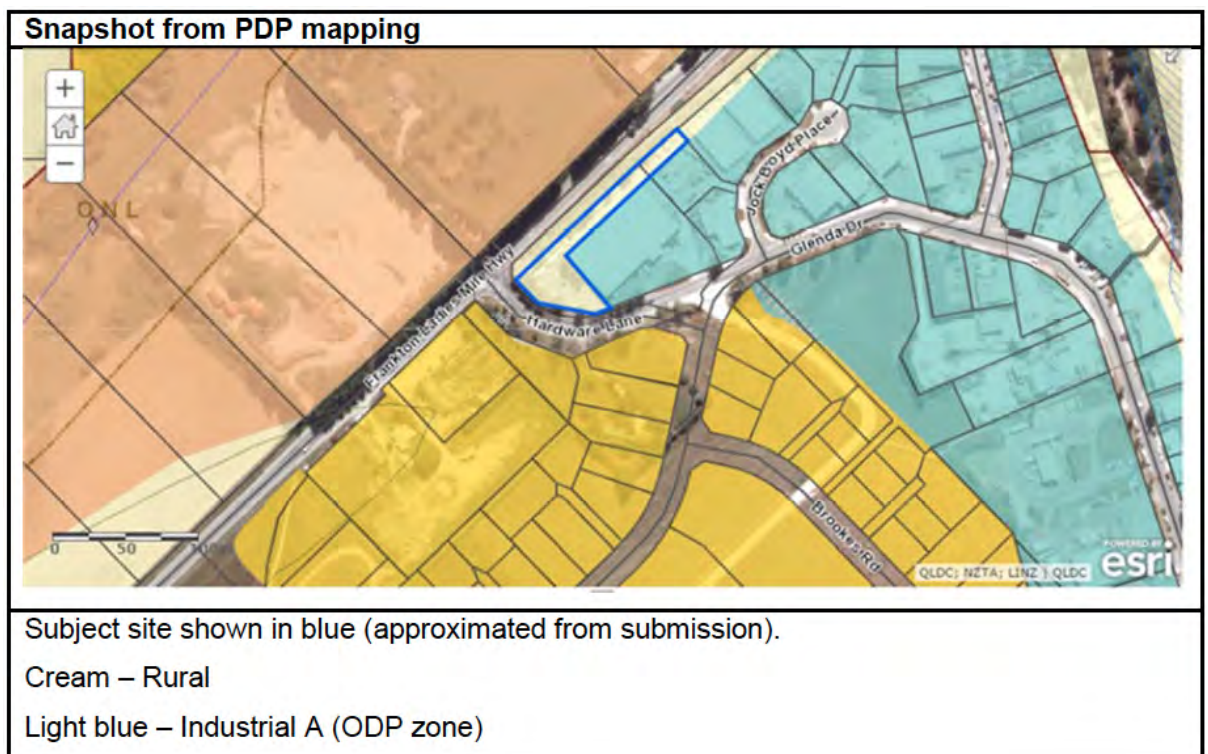 Snapshot from PDP mapping
+
−
ONL
Jock Boyd Place
Glenda Dr
Hardware Lane
Frankton-Ladies Mile Hwy
Brookes Rd
0 50 100m
POWERED BY
esri
QLDC; NZTA; LINZ | QLDC
Subject site shown in blue (approximated from submission).
Cream – Rural
Light blue – Industrial A (ODP zone)